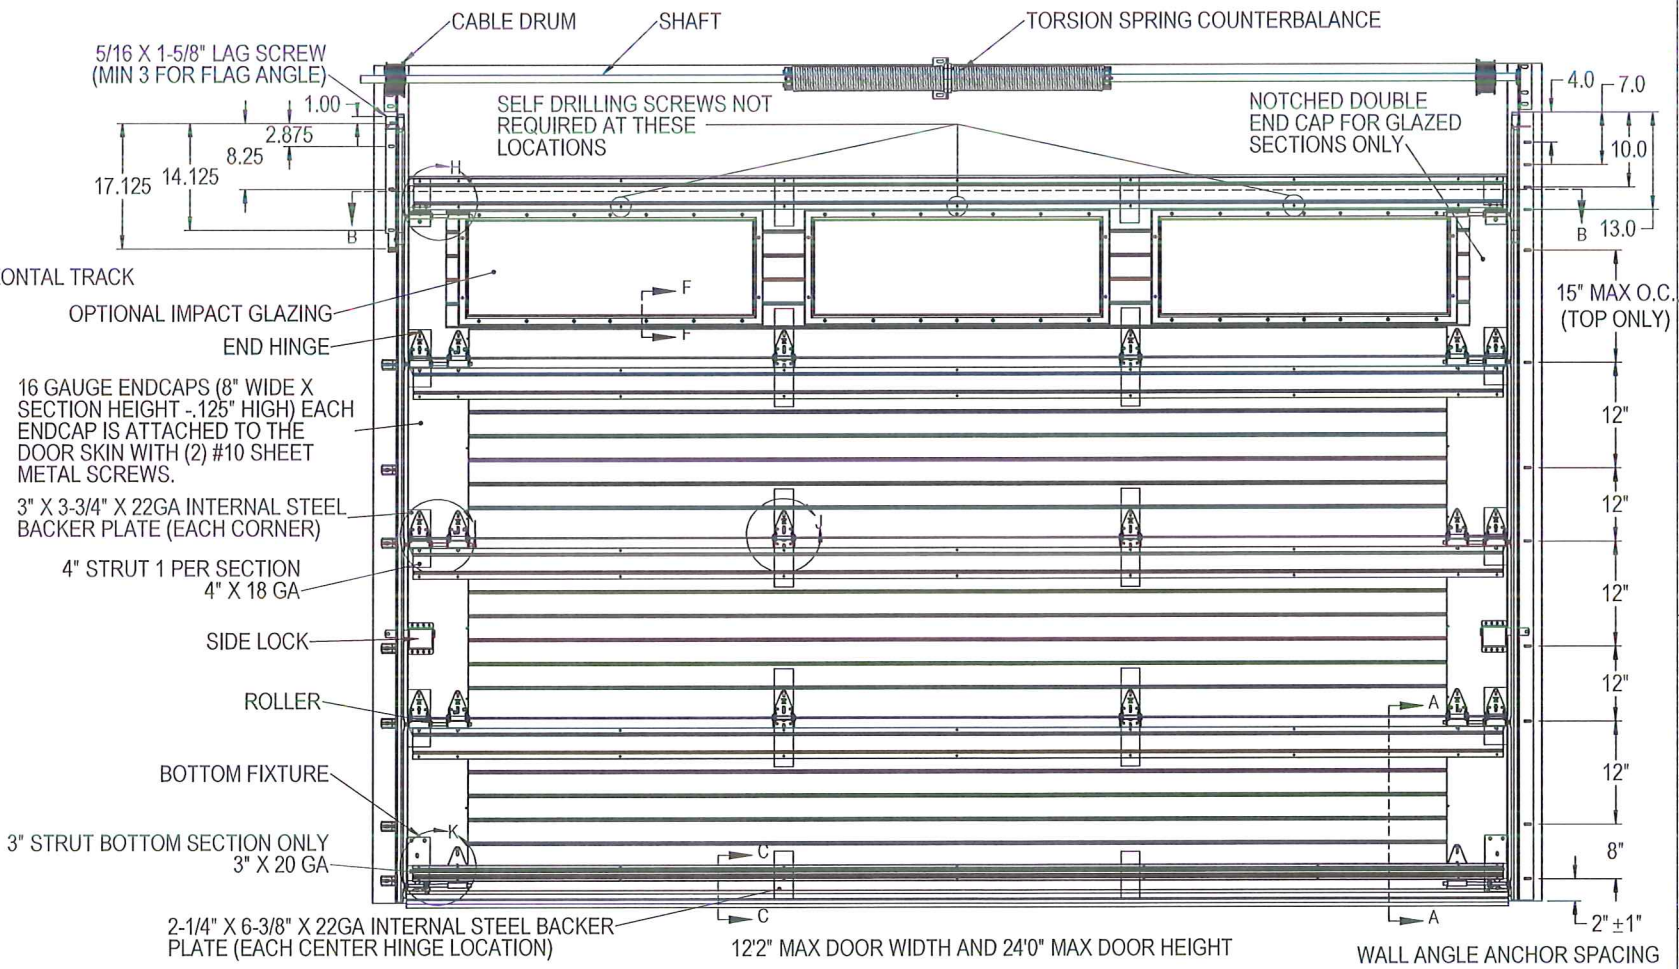 CABLE DRUM
SHAFT
TORSION SPRING COUNTERBALANCE
5/16 X 1-5/8" LAG SCREW
(MIN 3 FOR FLAG ANGLE)
1.00
2.875
8.25
14.125
17.125
SELF DRILLING SCREWS NOT
REQUIRED AT THESE
LOCATIONS
NOTCHED DOUBLE
END CAP FOR GLAZED
SECTIONS ONLY
4.0
7.0
10.0
13.0
H
B
B
ONTAL TRACK
OPTIONAL IMPACT GLAZING
F
F
15" MAX O.C.
(TOP ONLY)
END HINGE
16 GAUGE ENDCAPS (8" WIDE X
SECTION HEIGHT -.125" HIGH) EACH
ENDCAP IS ATTACHED TO THE
DOOR SKIN WITH (2) #10 SHEET
METAL SCREWS.
12"
3" X 3-3/4" X 22GA INTERNAL STEEL
BACKER PLATE (EACH CORNER)
I
J
12"
4" STRUT 1 PER SECTION
4" X 18 GA
12"
SIDE LOCK
12"
ROLLER
A
BOTTOM FIXTURE
12"
K
3" STRUT BOTTOM SECTION ONLY
3" X 20 GA
C
8"
C
A
2-1/4" X 6-3/8" X 22GA INTERNAL STEEL BACKER
PLATE (EACH CENTER HINGE LOCATION)
12'2" MAX DOOR WIDTH AND 24'0" MAX DOOR HEIGHT
2" ±1"
WALL ANGLE ANCHOR SPACING